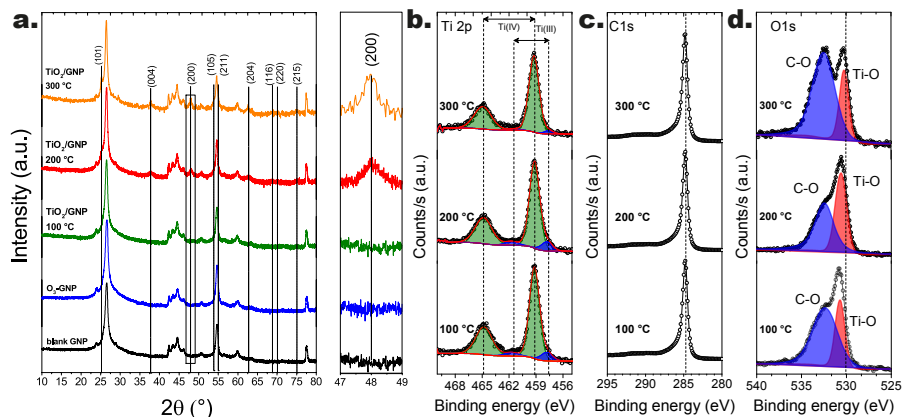 a.
Intensity (a.u.)
TiO2/GNP
300 °C
TiO2/GNP
200 °C
TiO2/GNP
100 °C
O3-GNP
blank GNP
(101)
(004)
(200)
(105)
(211)
(204)
(116)
(220)
(215)
10 15 20 25 30 35 40 45 50 55 60 65 70 75 80
2θ (°)
(200)
47 48 49
b.
Ti 2p
Ti(IV)
Ti(III)
300 °C
200 °C
100 °C
Counts/s (a.u.)
468 465 462 459 456
Binding energy (eV)
c.
C1s
300 °C
200 °C
100 °C
Counts/s (a.u.)
295 290 285 280
Binding energy (eV)
d.
O1s
C-O
Ti-O
300 °C
C-O
Ti-O
200 °C
C-O
Ti-O
100 °C
Counts/s (a.u.)
540 535 530 525
Binding energy (eV)